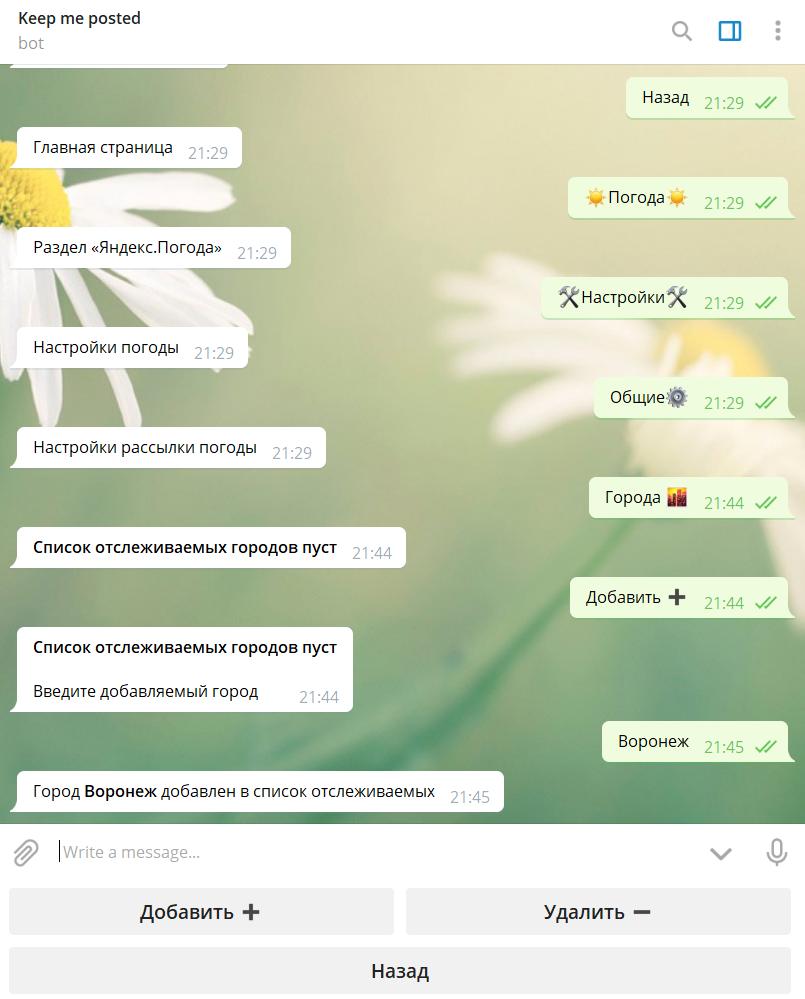 Keep me posted
bot
Назад 21:29
Главная страница 21:29
☀️Погода☀️ 21:29
Раздел «Яндекс.Погода» 21:29
🛠Настройки🛠 21:29
Настройки погоды 21:29
Общие⚙️ 21:29
Настройки рассылки погоды 21:29
Города 🌇 21:44
Список отслеживаемых городов пуст 21:44
Добавить ➕ 21:44
Список отслеживаемых городов пуст
Введите добавляемый город 21:44
Воронеж 21:45
Город Воронеж добавлен в список отслеживаемых 21:45
Write a message...
Добавить ➕
Удалить ➖
Назад